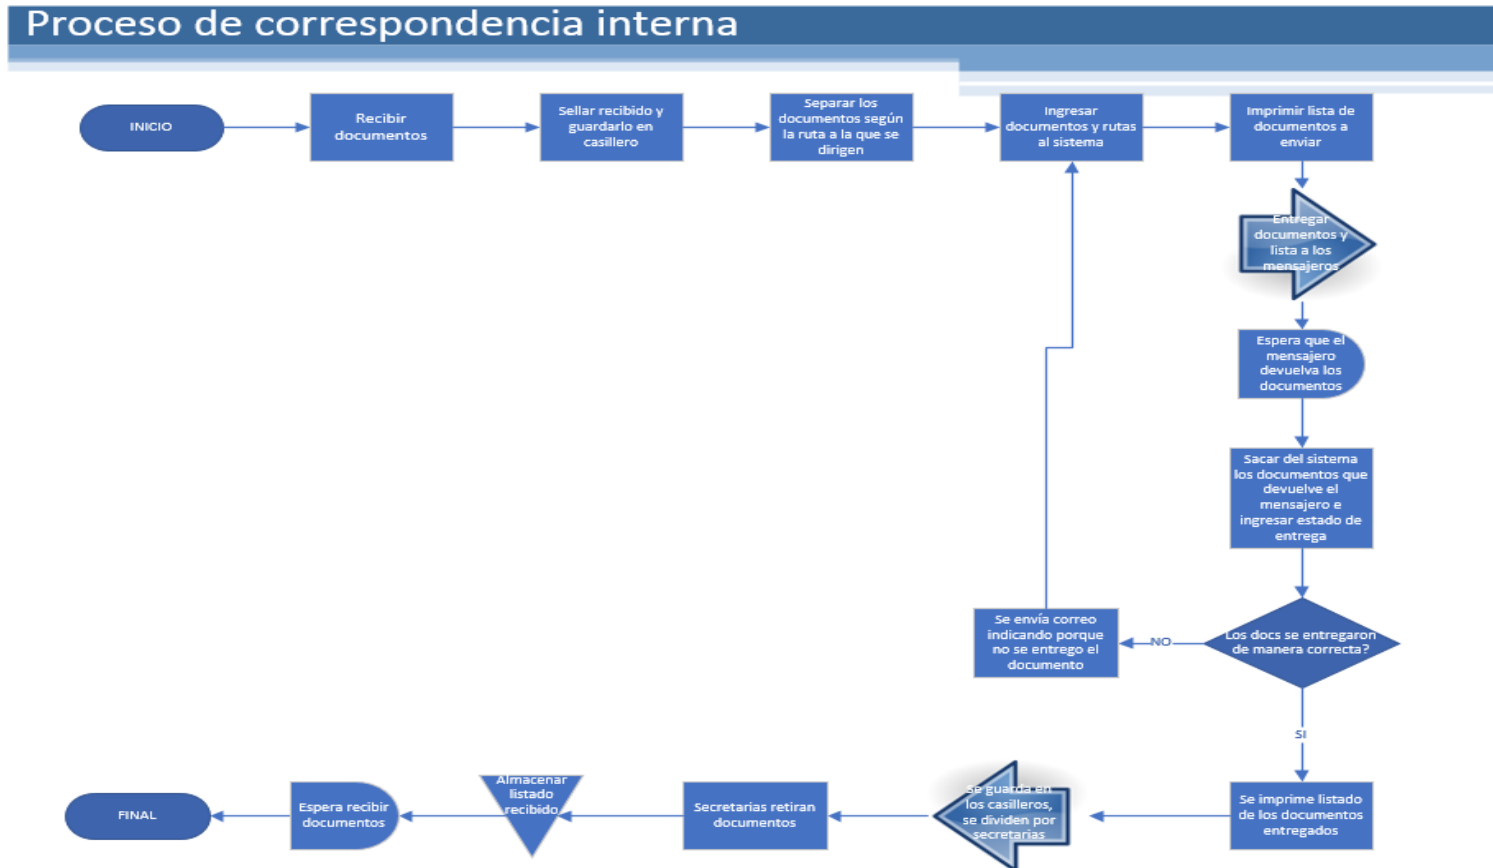 Proceso de correspondencia interna
INICIO
Recibir
documentos
Sellar recibido y
guardarlo en
casillero
Separar los
documentos según
la ruta a la que se
dirigen
Ingresar
documentos y rutas
al sistema
Imprimir lista de
documentos a
enviar
Entregar
documentos y
lista a los
mensajeros
Espera que el
mensajero
devuelva los
documentos
Sacar del sistema
los documentos que
devuelve el
mensajero e
ingresar estado de
entrega
Los docs se entregaron
de manera correcta?
NO
Se envía correo
indicando porque
no se entrego el
documento
SI
Se imprime listado
de los documentos
entregados
Se guarda en
los casilleros,
se dividen por
secretarias
Secretarias retiran
documentos
Almacenar
listado
recibido
Espera recibir
documentos
FINAL